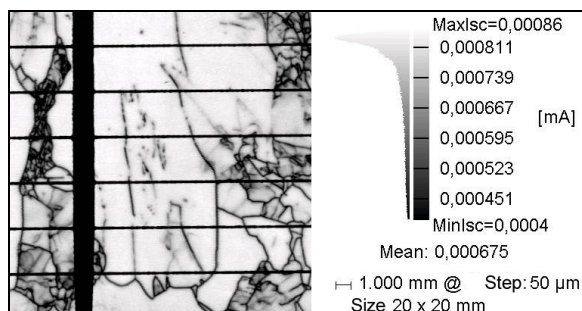 MaxIsc=0,00086
0,000811
0,000739
0,000667
[mA]
0,000595
0,000523
0,000451
MinIsc=0,0004
Mean: 0,000675
1.000 mm @ Step: 50 µm
Size 20 x 20 mm